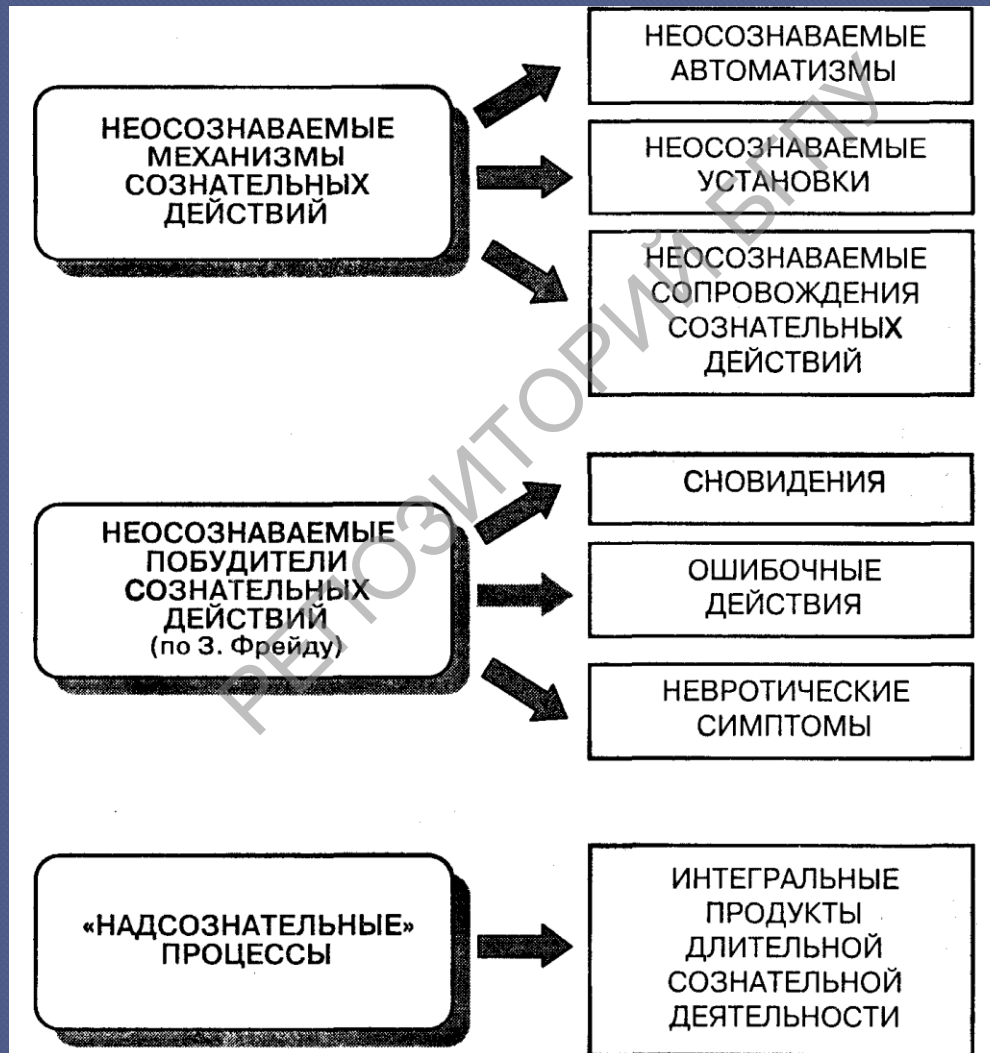 НЕОСОЗНАВАЕМЫЕ
МЕХАНИЗМЫ
СОЗНАТЕЛЬНЫХ
ДЕЙСТВИЙ
НЕОСОЗНАВАЕМЫЕ
АВТОМАТИЗМЫ
НЕОСОЗНАВАЕМЫЕ
УСТАНОВКИ
НЕОСОЗНАВАЕМЫЕ
СОПРОВОЖДЕНИЯ
СОЗНАТЕЛЬНЫХ
ДЕЙСТВИЙ
НЕОСОЗНАВАЕМЫЕ
ПОБУДИТЕЛИ
СОЗНАТЕЛЬНЫХ
ДЕЙСТВИЙ
(по З. Фрейду)
СНОВИДЕНИЯ
ОШИБОЧНЫЕ
ДЕЙСТВИЯ
НЕВРОТИЧЕСКИЕ
СИМПТОМЫ
«НАДСОЗНАТЕЛЬНЫЕ»
ПРОЦЕССЫ
ИНТЕГРАЛЬНЫЕ
ПРОДУКТЫ
ДЛИТЕЛЬНОЙ
СОЗНАТЕЛЬНОЙ
ДЕЯТЕЛЬНОСТИ
РЕПОЗИТОРИЙ БГПУ